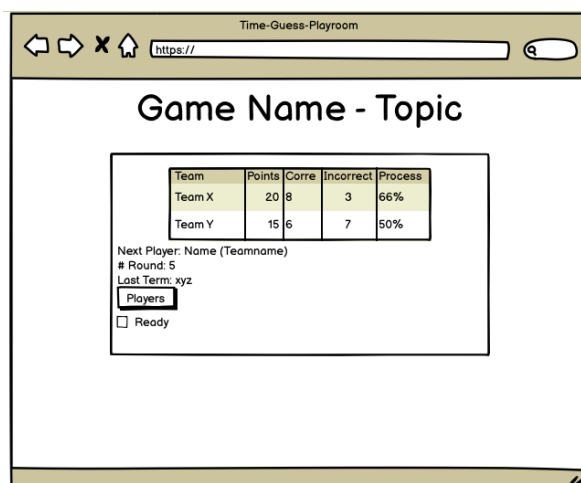 Time-Guess-Playroom
https://
Game Name - Topic
Team Points Corre Incorrect Process
Team X 20 8 3 66%
Team Y 15 6 7 50%
Next Player: Name (Teamname)
# Round: 5
Last Term: xyz
Players
Ready